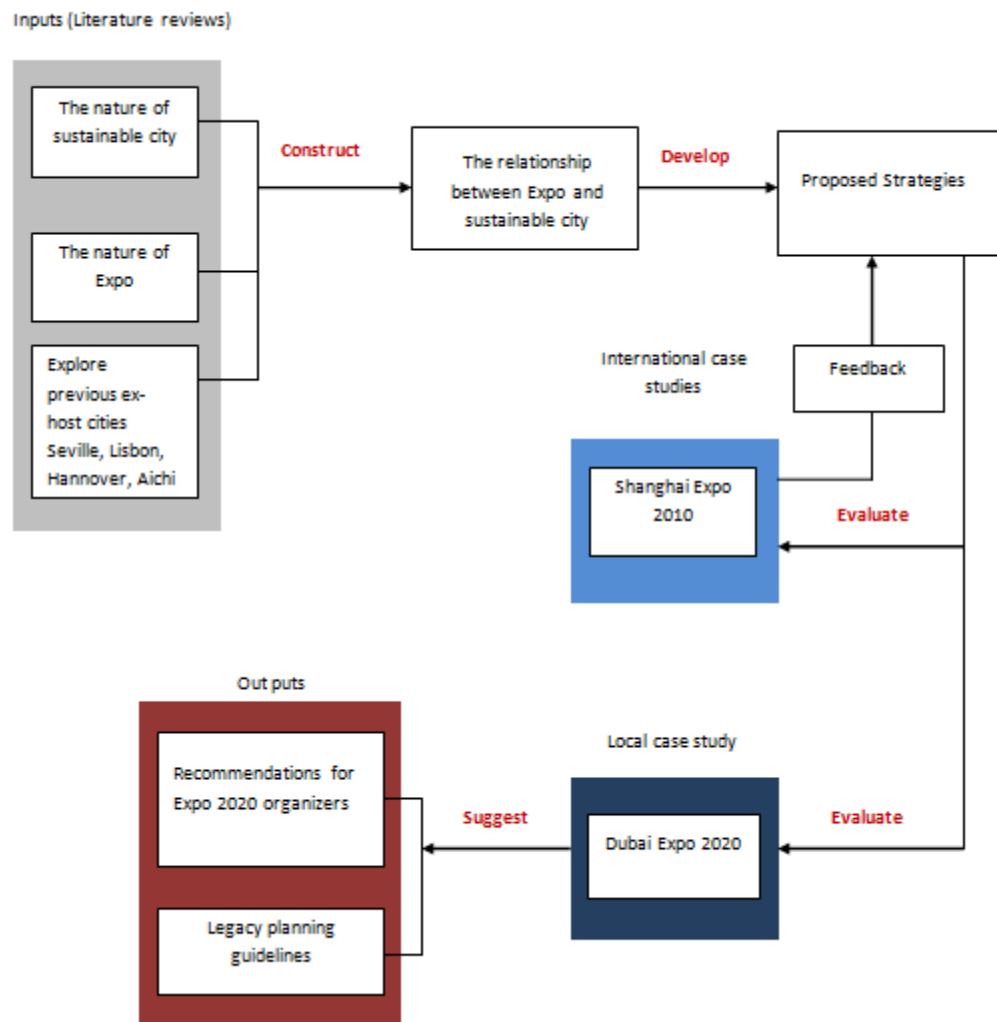 Inputs (Literature reviews)
The nature of
sustainable city
Construct
The relationship
between Expo and
sustainable city
Develop
Proposed Strategies
The nature of
Expo
Explore
previous ex-
host cities
Seville, Lisbon,
Hannover, Aichi
International case
studies
Feedback
Shanghai Expo
2010
Evaluate
Out puts
Recommendations for
Expo 2020 organizers
Suggest
Local case study
Dubai Expo 2020
Evaluate
Legacy planning
guidelines